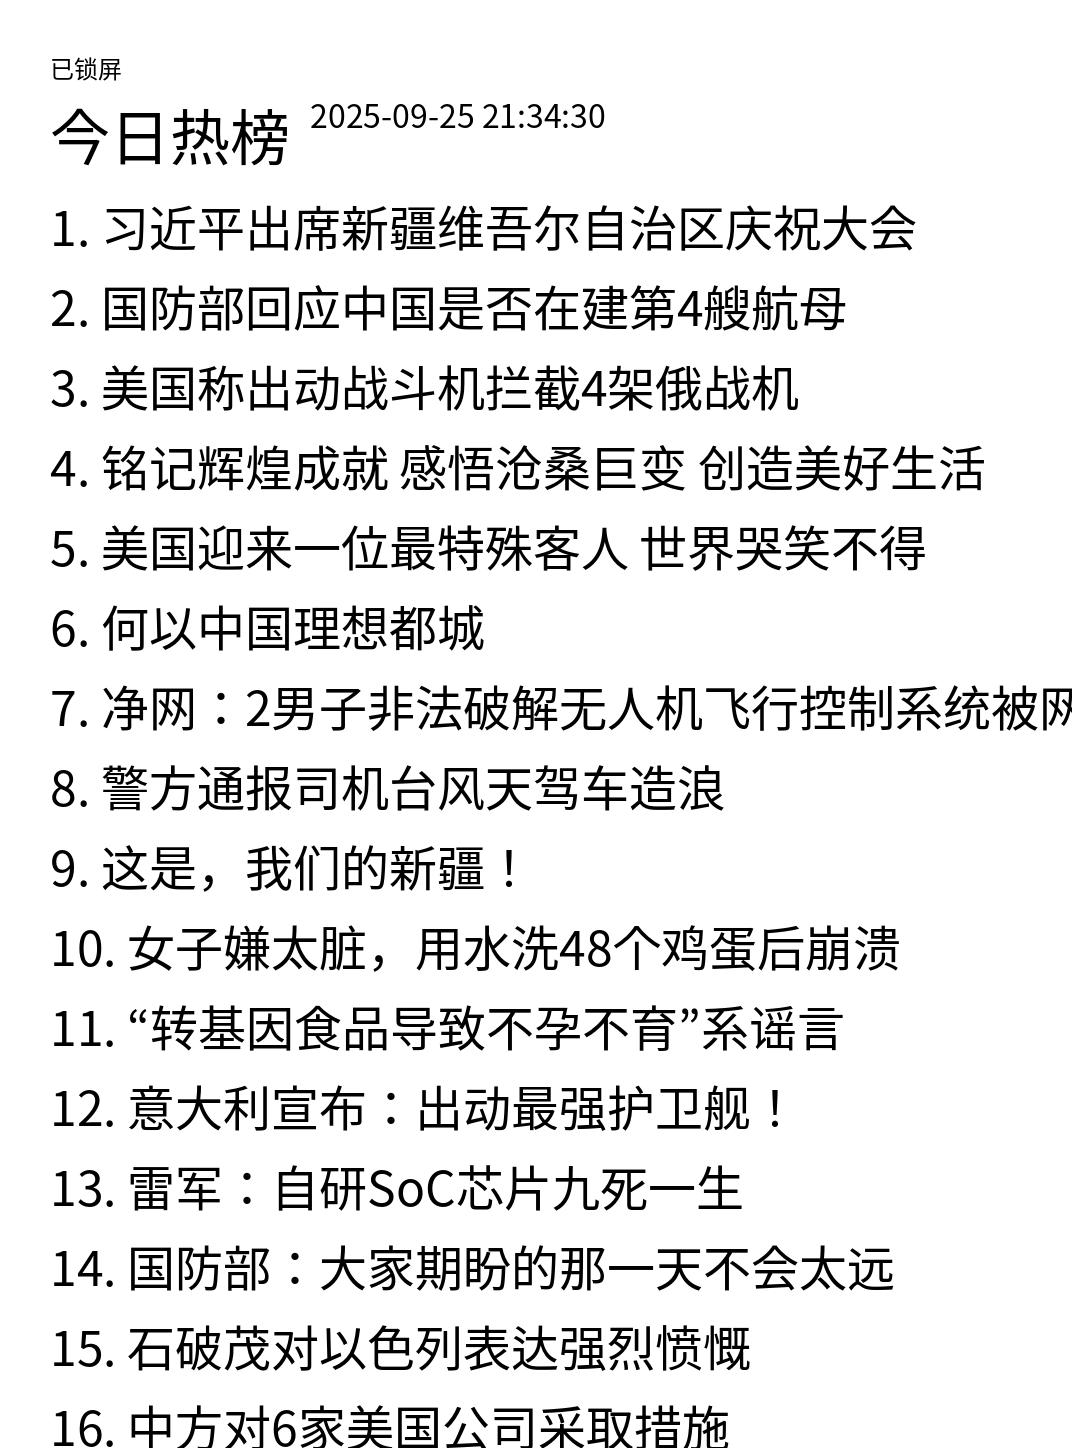 已锁屏
今日热榜 2025-09-25 21:34:30
1. 习近平出席新疆维吾尔自治区庆祝大会
2. 国防部回应中国是否在建第4艘航母
3. 美国称出动战斗机拦截4架俄战机
4. 铭记辉煌成就 感悟沧桑巨变 创造美好生活
5. 美国迎来一位最特殊客人 世界哭笑不得
6. 何以中国理想都城
7. 净网：2男子非法破解无人机飞行控制系统被网
8. 警方通报司机台风天驾车造浪
9. 这是，我们的新疆！
10. 女子嫌太脏，用水洗48个鸡蛋后崩溃
11. “转基因食品导致不孕不育”系谣言
12. 意大利宣布：出动最强护卫舰！
13. 雷军：自研SoC芯片九死一生
14. 国防部：大家期盼的那一天不会太远
15. 石破茂对以色列表达强烈愤慨
16. 中方对6家美国公司采取措施